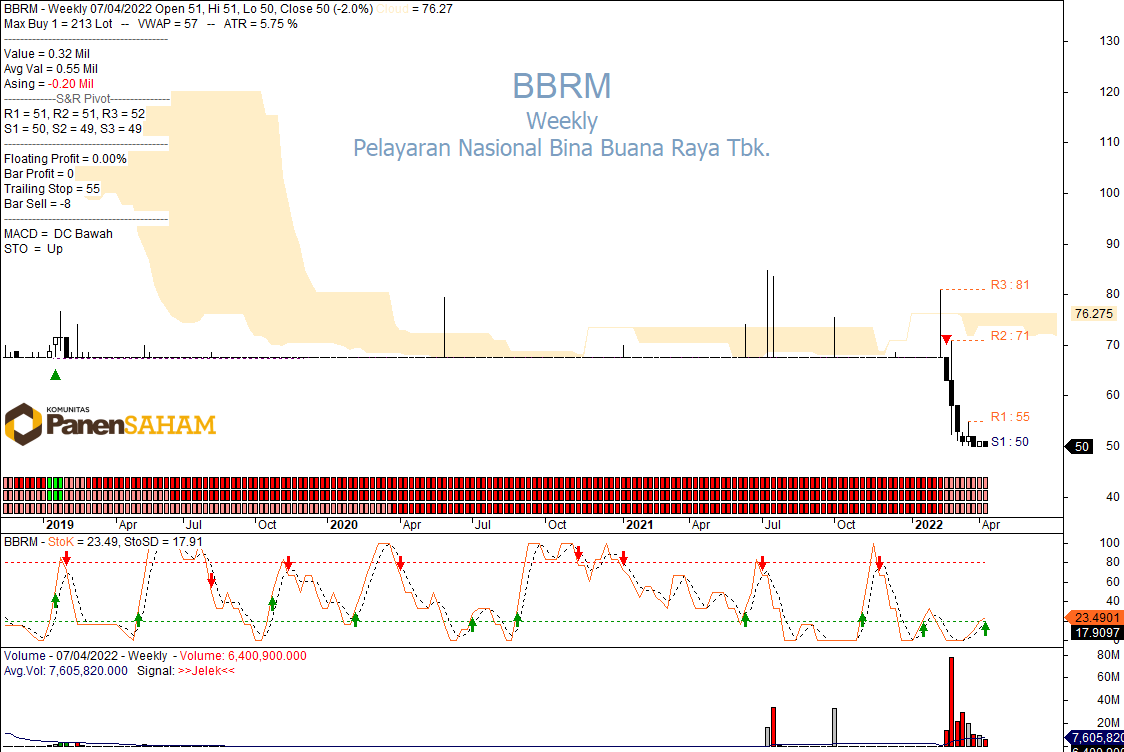 BBRM - Weekly 07/04/2022 Open 51, Hi 51, Lo 50, Close 50 (-2.0%) Cloud = 76.27
Max Buy 1 = 213 Lot -- VWAP = 57 -- ATR = 5.75 %
Value = 0.32 Mil
Avg Val = 0.55 Mil
Asing = -0.20 Mil
S&R Pivot
R1 = 51, R2 = 51, R3 = 52
S1 = 50, S2 = 49, S3 = 49
Floating Profit = 0.00%
Bar Profit = 0
Trailing Stop = 55
Bar Sell = -8
MACD = DC Bawah
STO = Up
BBRM
Weekly
Pelayaran Nasional Bina Buana Raya Tbk.
130
120
110
100
90
80
76.275
70
60
50
50
40
R3 : 81
R2 : 71
R1 : 55
S1 : 50
KOMUNITAS
PanenSAHAM
2019 Apr Jul Oct 2020 Apr Jul Oct 2021 Apr Jul Oct 2022 Apr
BBRM - StoK = 23.49, StoSD = 17.91
100
80
60
40
23.4901
17.9097
Volume - 07/04/2022 - Weekly - Volume: 6,400,900.000
Avg.Vol: 7,605,820.000 Signal: >>Jelek<<
80M
60M
40M
20M
7,605,820